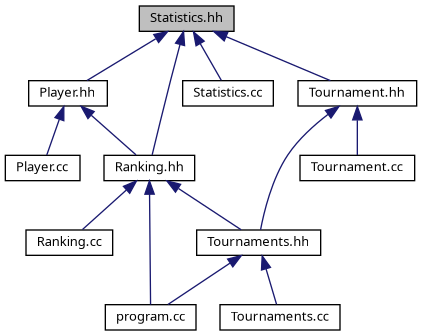 Statistics.hh
Player.hh
Statistics.cc
Tournament.hh
Player.cc
Ranking.hh
Tournament.cc
Ranking.cc
Tournaments.hh
program.cc
Tournaments.cc